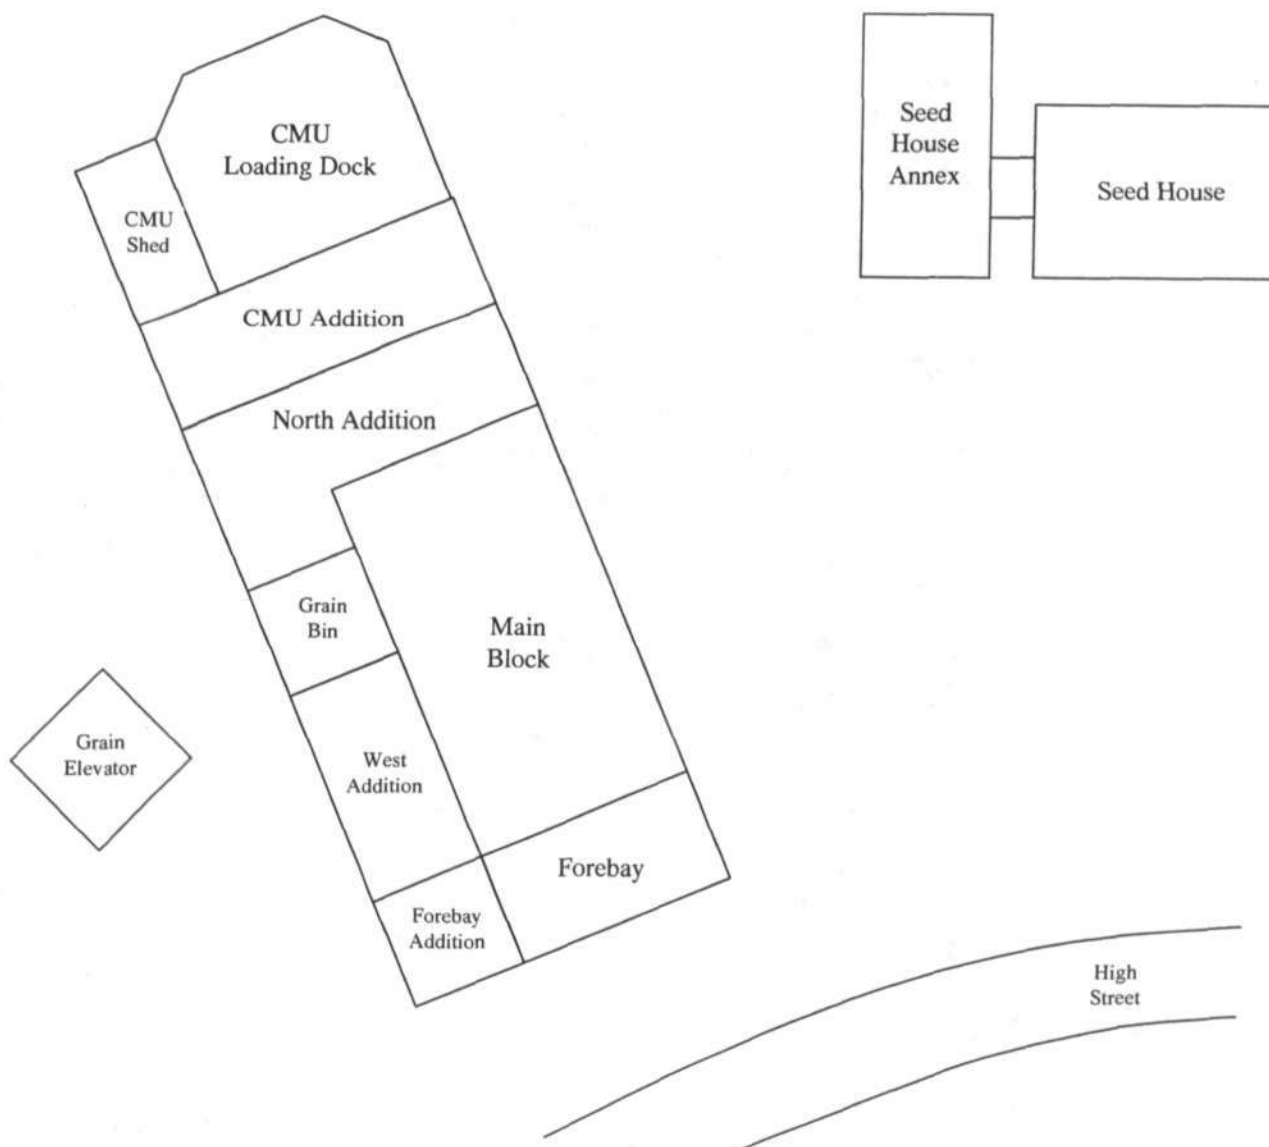 CMU
Loading Dock
Seed
House
Annex
Seed House
CMU
Shed
CMU Addition
North Addition
Grain
Bin
Main
Block
Grain
Elevator
West
Addition
Forebay
Forebay
Addition
High
Street